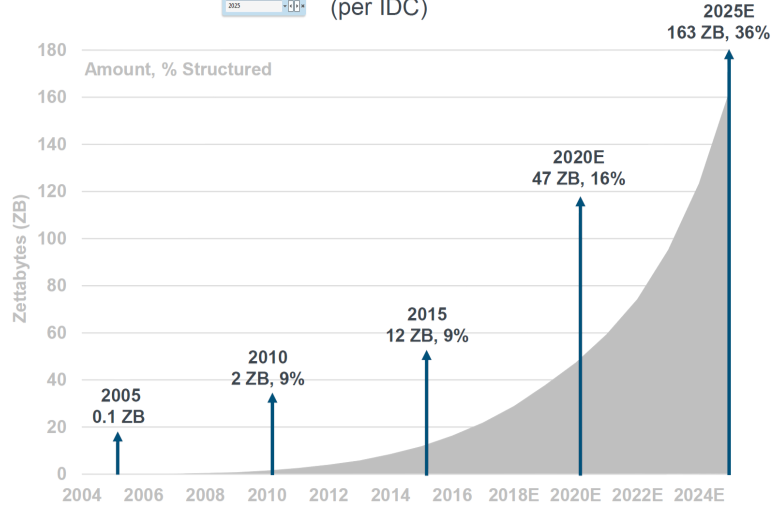 2025
(per IDC)
2025E
163 ZB, 36%
Amount, % Structured
Zettabytes (ZB)
180
160
140
120
100
80
60
40
20
0
2020E
47 ZB, 16%
2015
12 ZB, 9%
2010
2 ZB, 9%
2005
0.1 ZB
2004 2006 2008 2010 2012 2014 2016 2018E 2020E 2022E 2024E